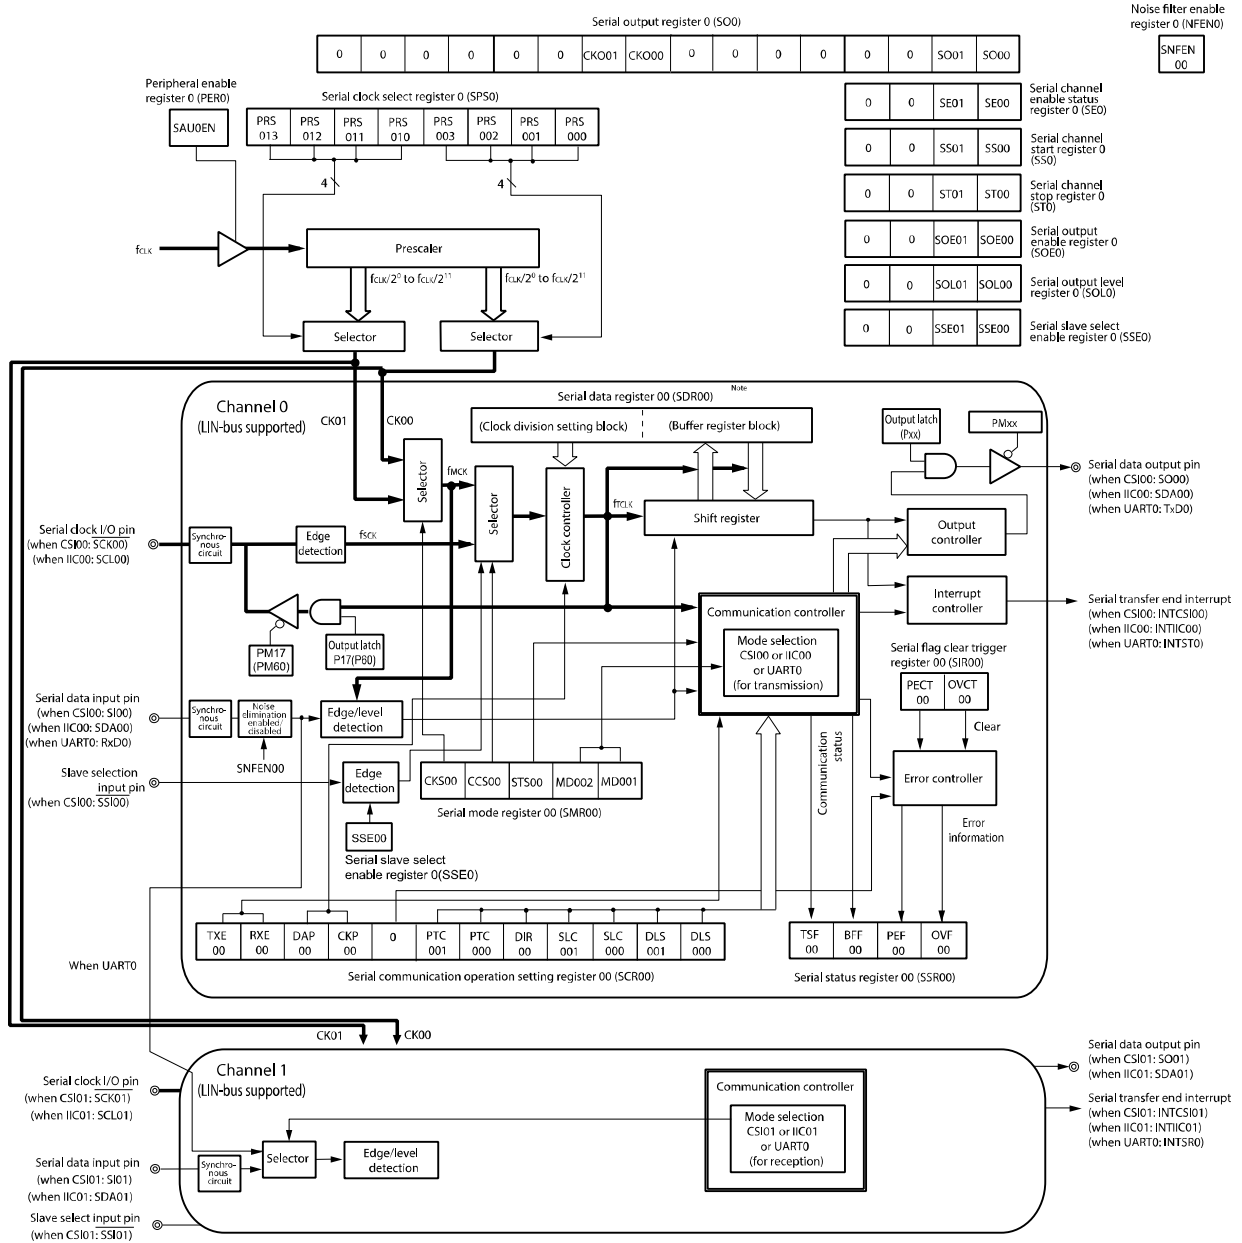 Serial output register 0 (SO0)
0 0 0 0 0 0 CKO01 CKO00 0 0 0 0 0 0 SO01 SO00
Noise filter enable
register 0 (NFEN0)
SNFEN
00
Peripheral enable
register 0 (PER0)
SAU0EN
Serial clock select register 0 (SPS0)
PRS PRS PRS PRS PRS PRS PRS PRS
013 012 011 010 003 002 001 000
4
4
0 0 SE01 SE00
Serial channel
enable status
register 0 (SE0)
0 0 SS01 SS00
Serial channel
start register 0
(SS0)
0 0 ST01 ST00
Serial channel
stop register 0
(ST0)
0 0 SOE01 SOE00
Serial output
enable register 0
(SOE0)
0 0 SOL01 SOL00
Serial output level
register 0 (SOL0)
0 0 SSE01 SSE00
Serial slave select
enable register 0 (SSE0)
fCLK
Prescaler
fCLK/2⁰ to fCLK/2¹¹
fCLK/2⁰ to fCLK/2¹¹
Selector
Selector
Channel 0
(LIN-bus supported)
CK01
CK00
Serial data register 00 (SDR00)
Note
(Clock division setting block)
(Buffer register block)
Selector
fMCK
Selector
Clock controller
fTCLK
Shift register
Output latch
(Pxx)
PMxx
Serial data output pin
(when CSI00: SO00)
(when IIC00: SDA00)
(when UART0: TxD0)
Output
controller
Serial clock I/O pin
(when CSI00: SCK00)
(when IIC00: SCL00)
Synchro-
nous
circuit
Edge
detection
fSCK
PM17
(PM60)
Output latch
P17(P60)
Communication controller
Mode selection
CSI00 or IIC00
or UART0
(for transmission)
Interrupt
controller
Serial transfer end interrupt
(when CSI00: INTCSI00)
(when IIC00: INTIIC00)
(when UART0: INTST0)
Serial flag clear trigger
register 00 (SIR00)
PECT OVCT
00 00
Clear
Serial data input pin
(when CSI00: SI00)
(when IIC00: SDA00)
(when UART0: RxD0)
Synchro-
nous
circuit
Noise
elimination
enabled/
disabled
SNFEN00
Edge/level
detection
Slave selection
input pin
(when CSI00: SSI00)
Edge
detection
SSE00
Serial slave select
enable register 0(SSE0)
CKS00 CCS00 STS00 MD002 MD001
Serial mode register 00 (SMR00)
Communication
status
Error controller
Error
information
TXE RXE DAP CKP 0 PTC PTC DIR SLC SLC DLS DLS
00 00 00 00 001 000 00 001 000 001 000
Serial communication operation setting register 00 (SCR00)
TSF BFF PEF OVF
00 00 00 00
Serial status register 00 (SSR00)
When UART0
CK01
CK00
Channel 1
(LIN-bus supported)
Serial clock I/O pin
(when CSI01: SCK01)
(when IIC01: SCL01)
Serial data input pin
(when CSI01: SI01)
(when IIC01: SDA01)
Slave select input pin
(when CSI01: SSI01)
Synchro-
nous
circuit
Selector
Edge/level
detection
Communication controller
Mode selection
CSI01 or IIC01
or UART0
(for reception)
Serial data output pin
(when CSI01: SO01)
(when IIC01: SDA01)
Serial transfer end interrupt
(when CSI01: INTCSI01)
(when IIC01: INTIIC01)
(when UART0: INTSR0)